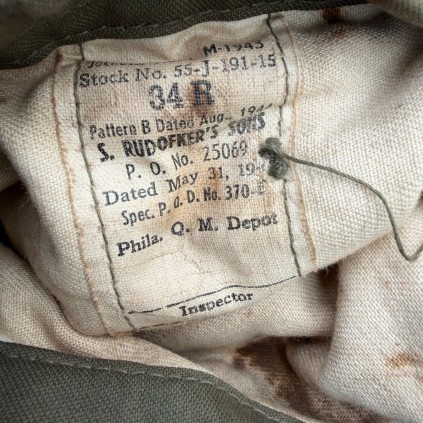 M-1943
Stock No. 55-J-191-15
34 R
Pattern B Dated Aug.
S. RUDOFKER'S SONS
P. O. No. 25069
Dated May 31, 19
Spec. P. Q. D. No. 370
Phila. Q. M. Depot
Inspector